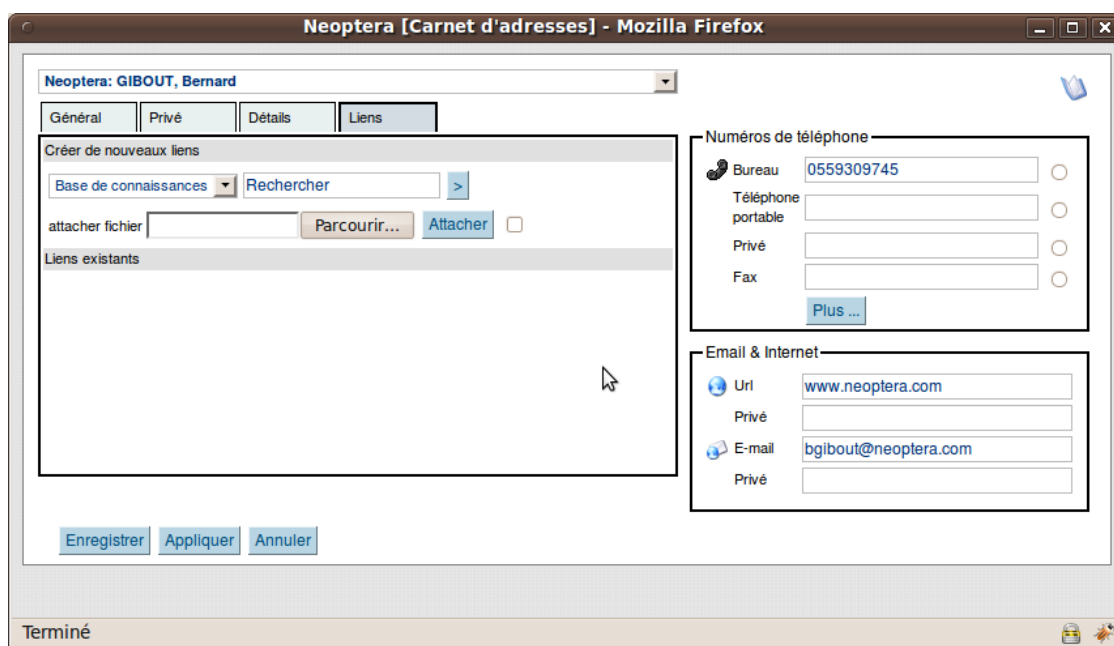 Neoptera [Carnet d'adresses] - Mozilla Firefox
Neoptera: GIBOUT, Bernard
Général Privé Détails Liens
Créer de nouveaux liens
Base de connaissances Rechercher >
attacher fichier Parcourir... Attacher
Liens existants
Numéros de téléphone
Bureau 0559309745
Téléphone
portable
Privé
Fax
Plus ...
Email & Internet
Url www.neoptera.com
Privé
E-mail bgibout@neoptera.com
Privé
Enregistrer Appliquer Annuler
Terminé